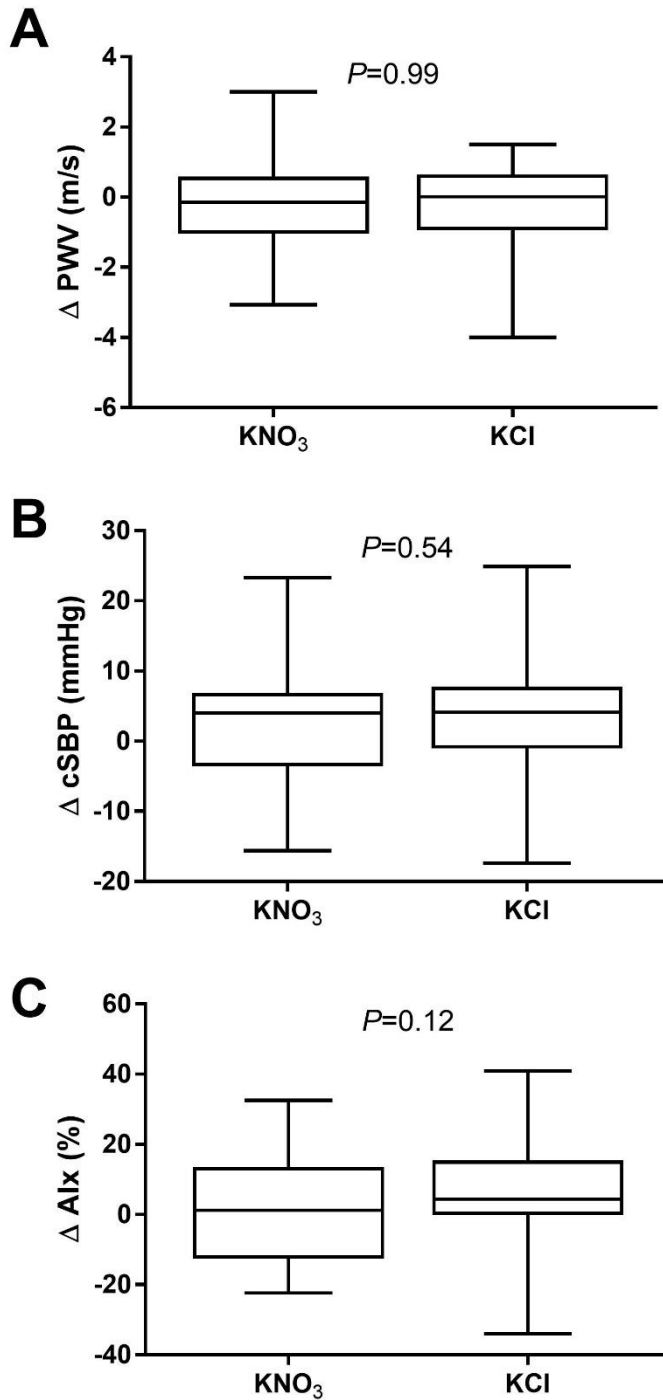 A
P=0.99
Δ PWV (m/s)
4
2
0
-2
-4
-6
KNO₃ KCl
B
P=0.54
Δ cSBP (mmHg)
30
20
10
0
-10
-20
KNO₃ KCl
C
P=0.12
Δ AIx (%)
60
40
20
0
-20
-40
KNO₃ KCl